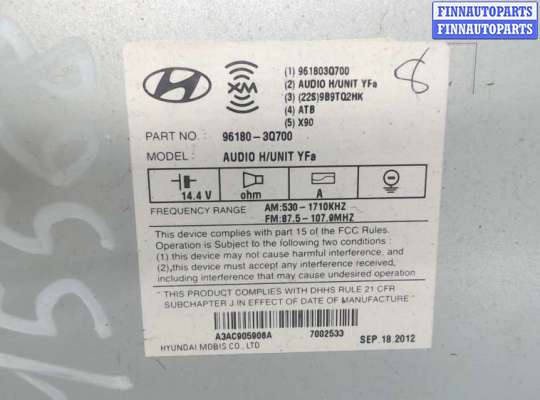 FINNAUTOPARTS
FINNAUTOPARTS
FINNAUTOPARTS
XM
(1) 961803Q700
(2) AUDIO H/UNIT YFa
(3) (22S)9B9TQ2HK
(4) ATB
(5) X90
8
PART NO. : 96180-3Q700
MODEL : AUDIO H/UNIT YFa
14.4 V ohm A
FREQUENCY RANGE AM:530-1710KHZ
FM:87.5-107.9MHZ
This device complies with part 15 of the FCC Rules.
Operation is Subject to the following two conditions :
(1) this device may not cause harmful interference, and
(2),this device must accept any interference received,
including interference that may cause undesired operation
" THIS PRODUCT COMPLIES WITH DHHS RULE 21 CFR
SUBCHAPTER J IN EFFECT OF DATE OF MANUFACTURE. "
A3AC905908A 7002533
HYUNDAI MOBIS CO., LTD SEP.18.2012